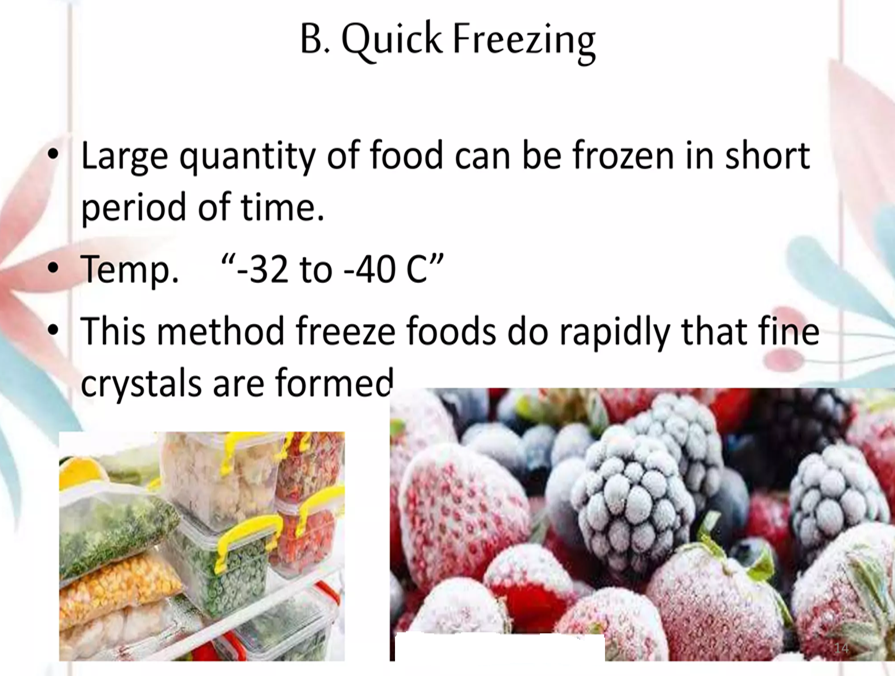 B. Quick Freezing
• Large quantity of food can be frozen in short
period of time.
• Temp. “-32 to -40 C”
• This method freeze foods do rapidly that fine
crystals are formed
14